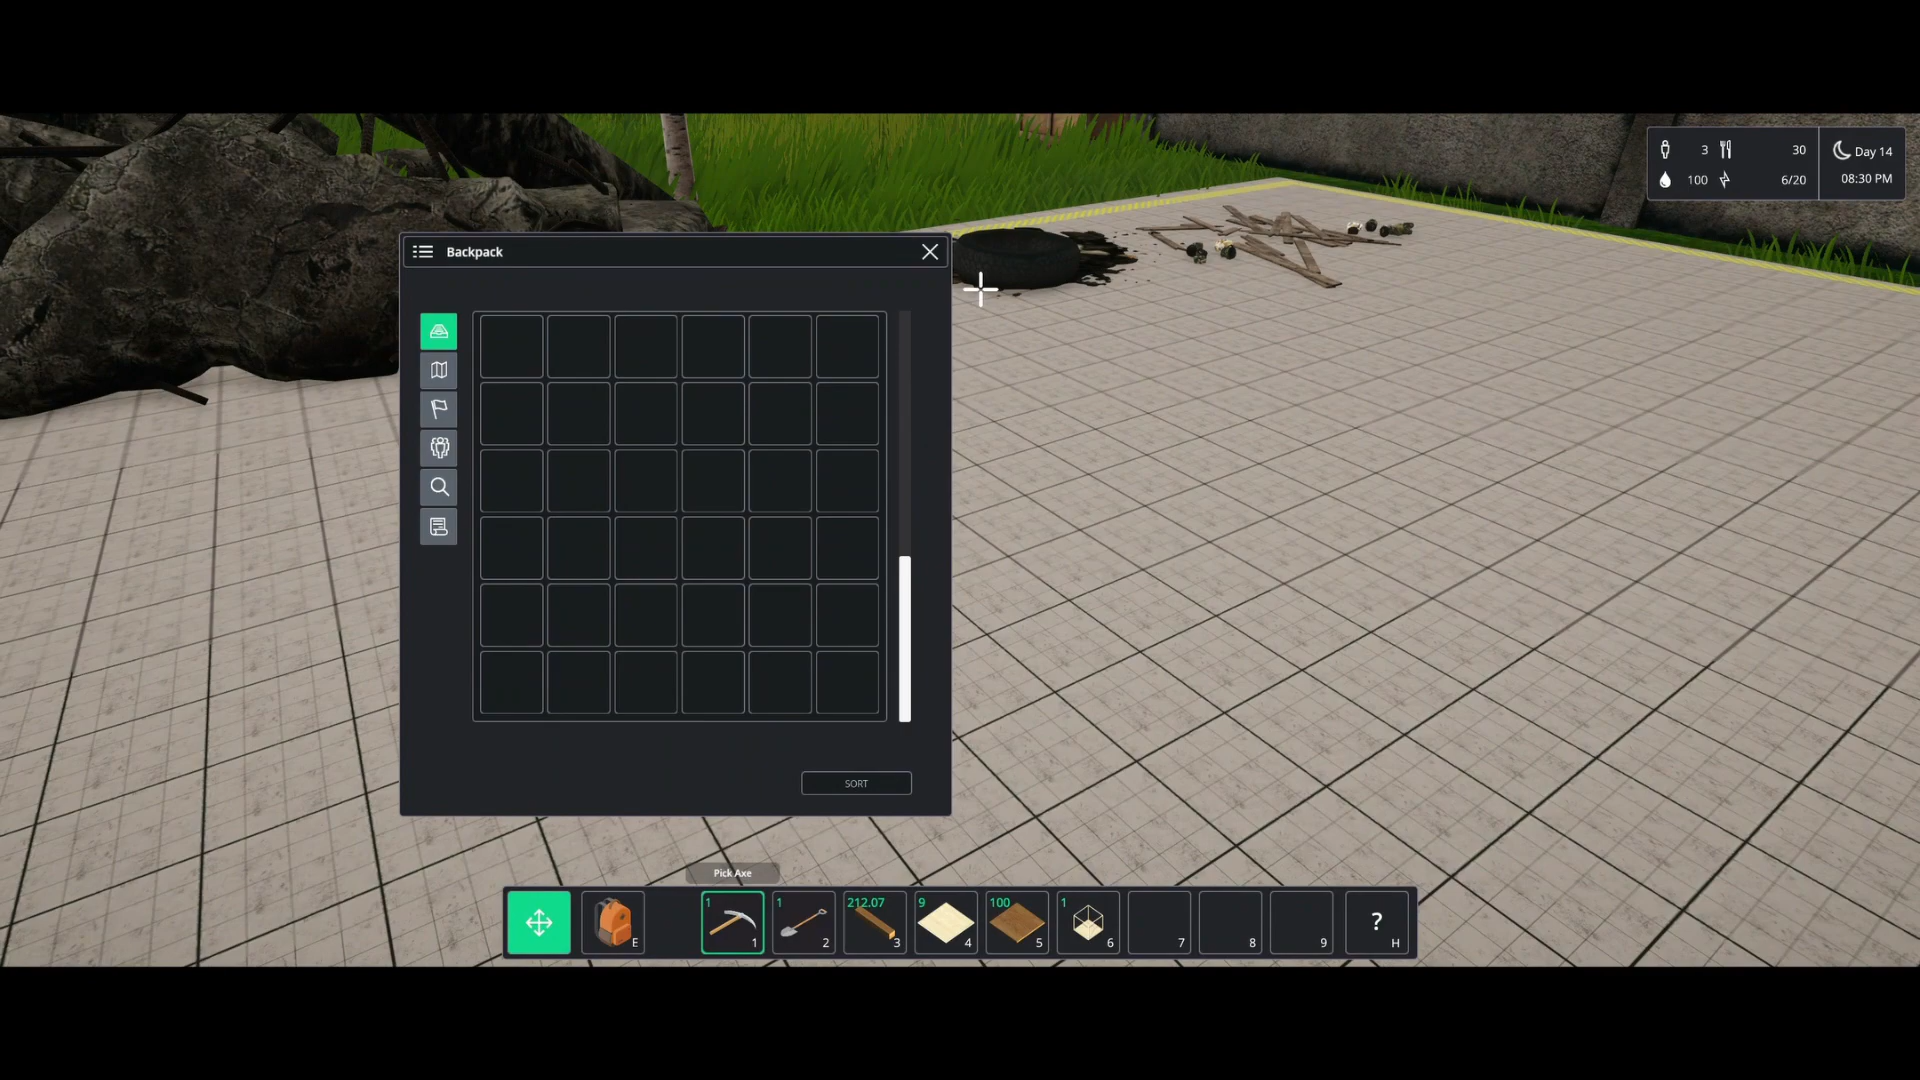 3 30 Day 14
100 6/20 08:30 PM
Backpack
SORT
Pick Axe
E
1 1
1 2
212.07 3
9 4
100 5
1 6
7
8
9
? H